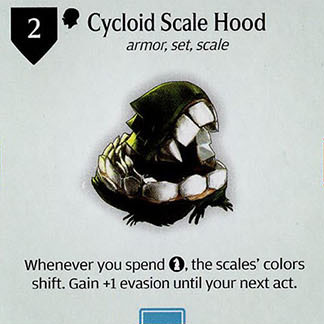 2
Cycloid Scale Hood
armor, set, scale
Whenever you spend , the scales' colors
shift. Gain +1 evasion until your next act.